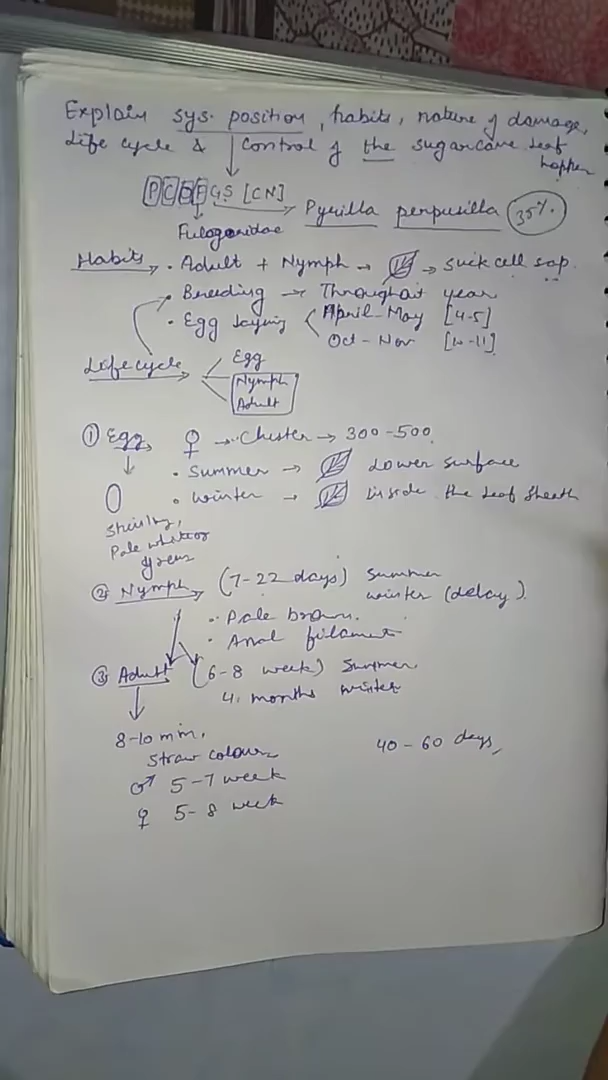 Explain sys. position, habits, nature of damage,
Life cycle & control of the sugarcane leaf
hopper
PCOFGS [CN]
Pyrilla perpusilla 35%
Fulogoridae
Habits → • Adult + Nymph → → Suck cell sap.
• Breeding → Throughout year
• Egg laying April-May [4-5]
Oct-Nov [10-11]
Life cycle → Egg
Nymph
Adult
① Egg → ♀ → Cluster → 300-500
• Summer → Lower surface
• Winter → inside the leaf sheath
Pale white or
green
② Nymph → (7-22 days) Summer
winter (delay)
• Pale brown.
• Anal filament
③ Adult (6-8 week) Summer
4. months winter
8-10 mm,
Straw colour
40-60 days,
♂ 5-7 week
♀ 5-8 week